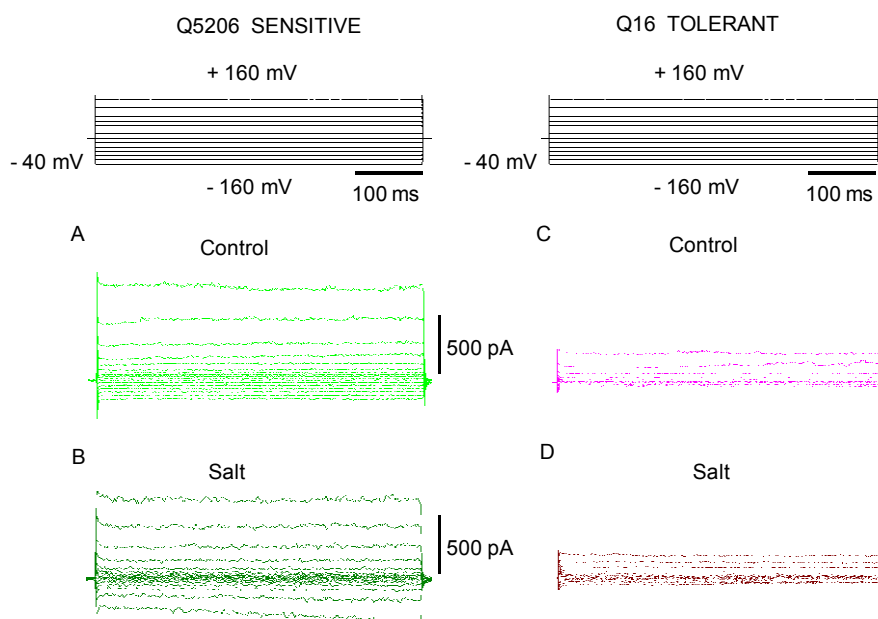 Q5206 SENSITIVE
Q16 TOLERANT
+ 160 mV
+ 160 mV
- 40 mV
- 160 mV
100 ms
- 40 mV
- 160 mV
100 ms
A
Control
C
Control
500 pA
B
Salt
D
Salt
500 pA